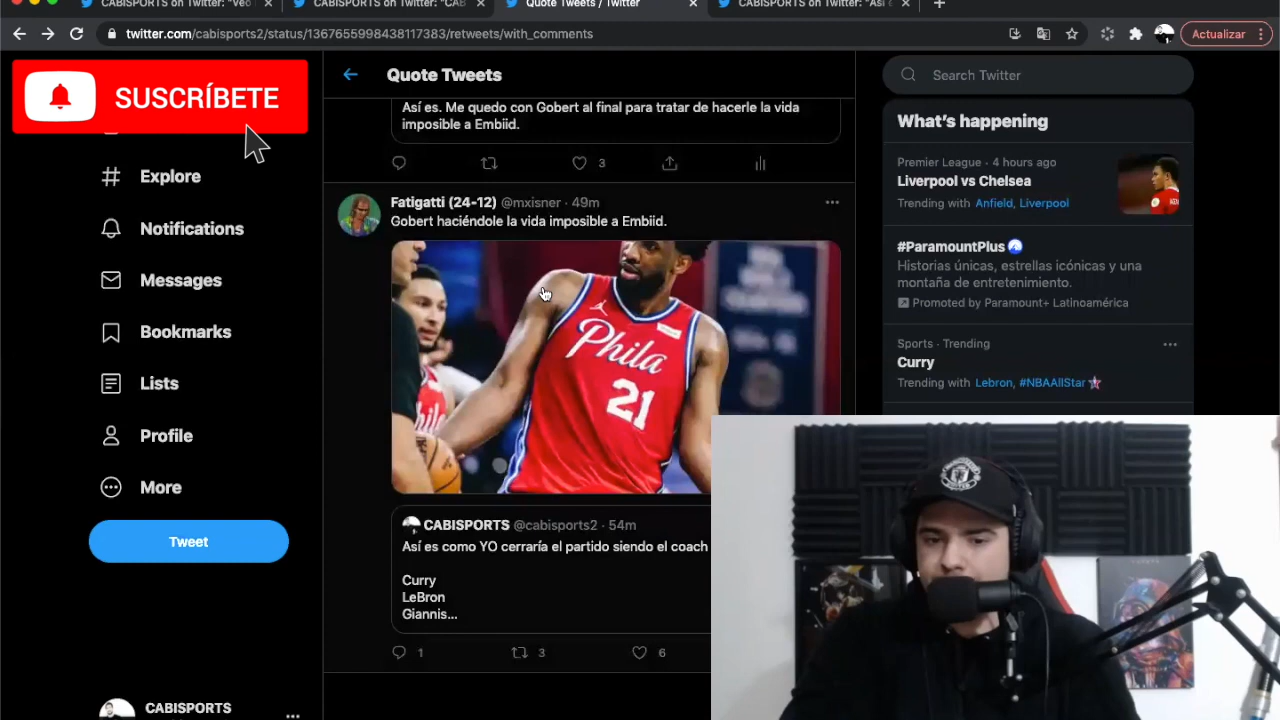 CABISPORTS on Twitter: "Veo
CABISPORTS on Twitter: "CAB
Quote Tweets / Twitter
CABISPORTS on Twitter: "Así
twitter.com/cabisports2/status/1367655998438117383/retweets/with_comments
Actualizar
SUSCRÍBETE
Explore
Notifications
Messages
Bookmarks
Lists
Profile
More
Tweet
CABISPORTS
Quote Tweets
Así es. Me quedo con Gobert al final para tratar de hacerle la vida
imposible a Embiid.
3
Fatigatti (24-12) @mxisner · 49m
Gobert haciéndole la vida imposible a Embiid.
Phila
21
CABISPORTS @cabisports2 · 54m
Así es como YO cerraría el partido siendo el coach
Curry
LeBron
Giannis...
1 3 6
Search Twitter
What's happening
Premier League · 4 hours ago
Liverpool vs Chelsea
Trending with Anfield, Liverpool
#ParamountPlus
Historias únicas, estrellas icónicas y una
montaña de entretenimiento.
Promoted by Paramount+ Latinoamérica
Sports · Trending
Curry
Trending with Lebron, #NBAAllStar